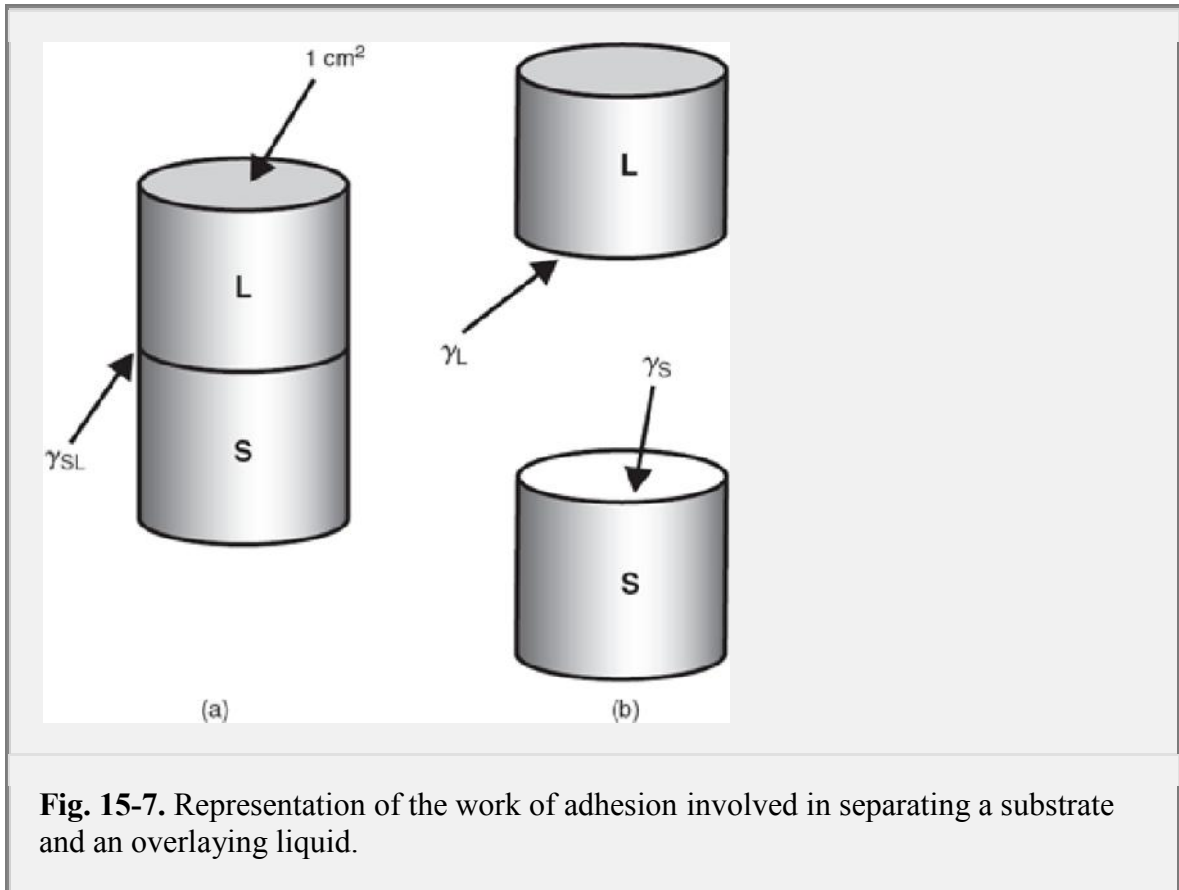 1 cm²
L
L
γL
γS
γSL
S
S
(a)
(b)
Fig. 15-7. Representation of the work of adhesion involved in separating a substrate
and an overlaying liquid.